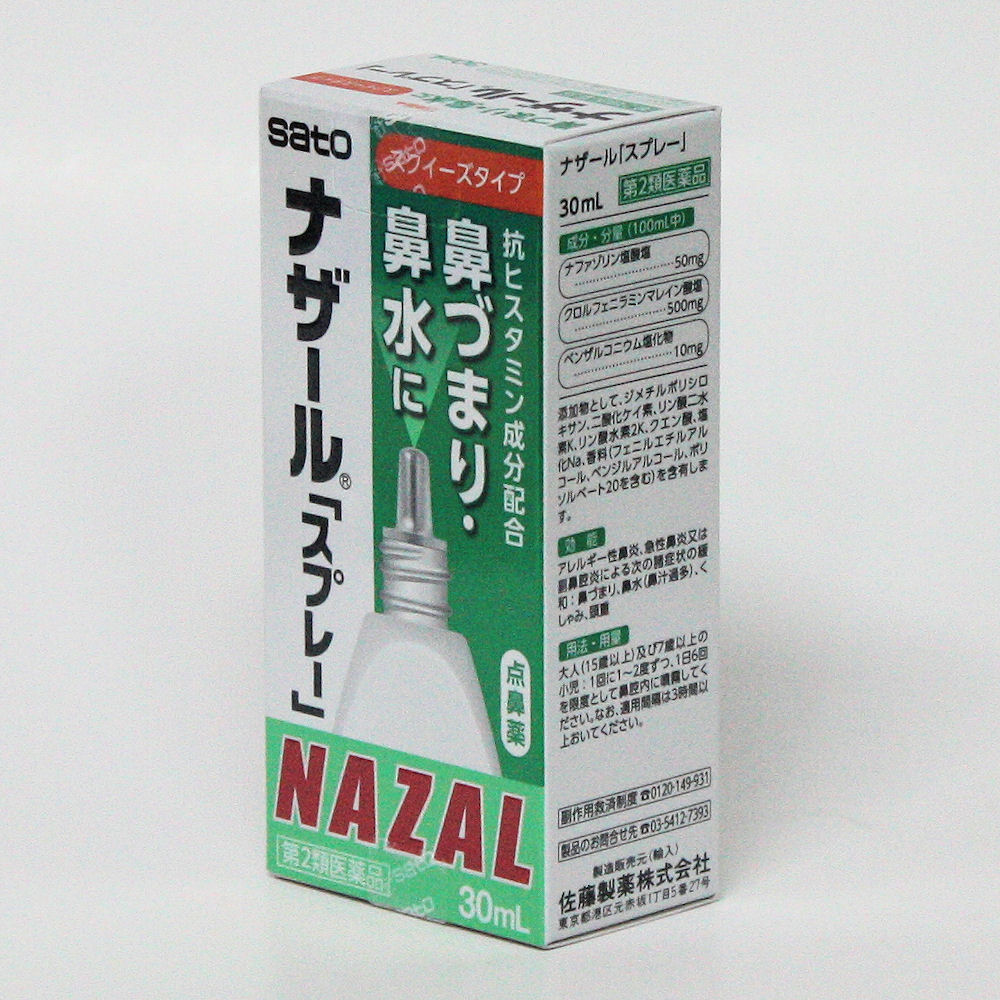 sato
ナザール®「スプレー」
スクイーズタイプ
抗ヒスタミン成分配合
鼻づまり・
鼻水に
点鼻薬
NAZAL
第2類医薬品
30mL
ナザール「スプレー」
30mL
ナザール「スプレー」
30mL 第2類医薬品
成分・分量(100mL中)
ナファゾリン塩酸塩
50mg
クロルフェニラミンマレイン酸塩
500mg
ベンザルコニウム塩化物
10mg
添加物として、ジメチルポリシロ
キサン、二酸化ケイ素、リン酸二水
素K、リン酸水素2K、クエン酸、塩
化Na、香料(フェニルエチルアル
コール、ベンジルアルコール、ポリ
ソルベート20を含む)を含有しま
す。
効能
アレルギー性鼻炎、急性鼻炎又は
副鼻腔炎による次の諸症状の緩
和:鼻づまり、鼻水(鼻汁過多)、く
しゃみ、頭重
用法・用量
大人(15歳以上)及び7歳以上の
小児:1回に1〜2度ずつ、1日6回
を限度として鼻腔内に噴霧してく
ださい。なお、適用間隔は3時間以
上おいてください。
副作用救済制度 ☎0120-149-931
製品のお問合せ先 ☎03-5412-7393
製造販売元(輸入)
佐藤製薬株式会社
東京都港区元赤坂1丁目5番27号